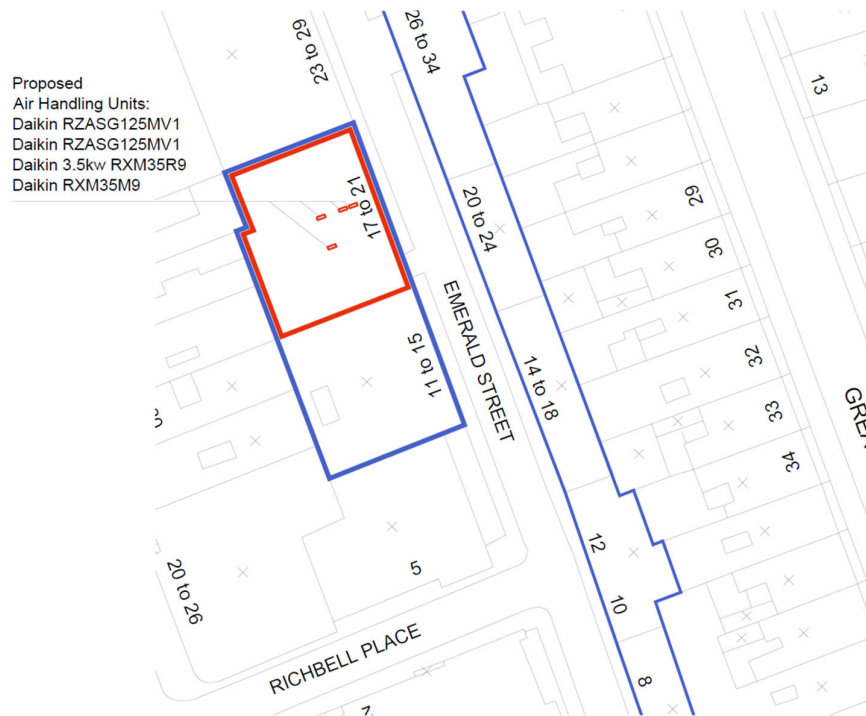 Proposed
Air Handling Units:
Daikin RZASG125MV1
Daikin RZASG125MV1
Daikin 3.5kw RXM35R9
Daikin RXM35M9
23 to 29
26 to 34
13
17 to 21
20 to 24
29
30
31
EMERALD STREET
11 to 15
14 to 18
32
33
34
12
10
8
5
20 to 26
RICHBELL PLACE